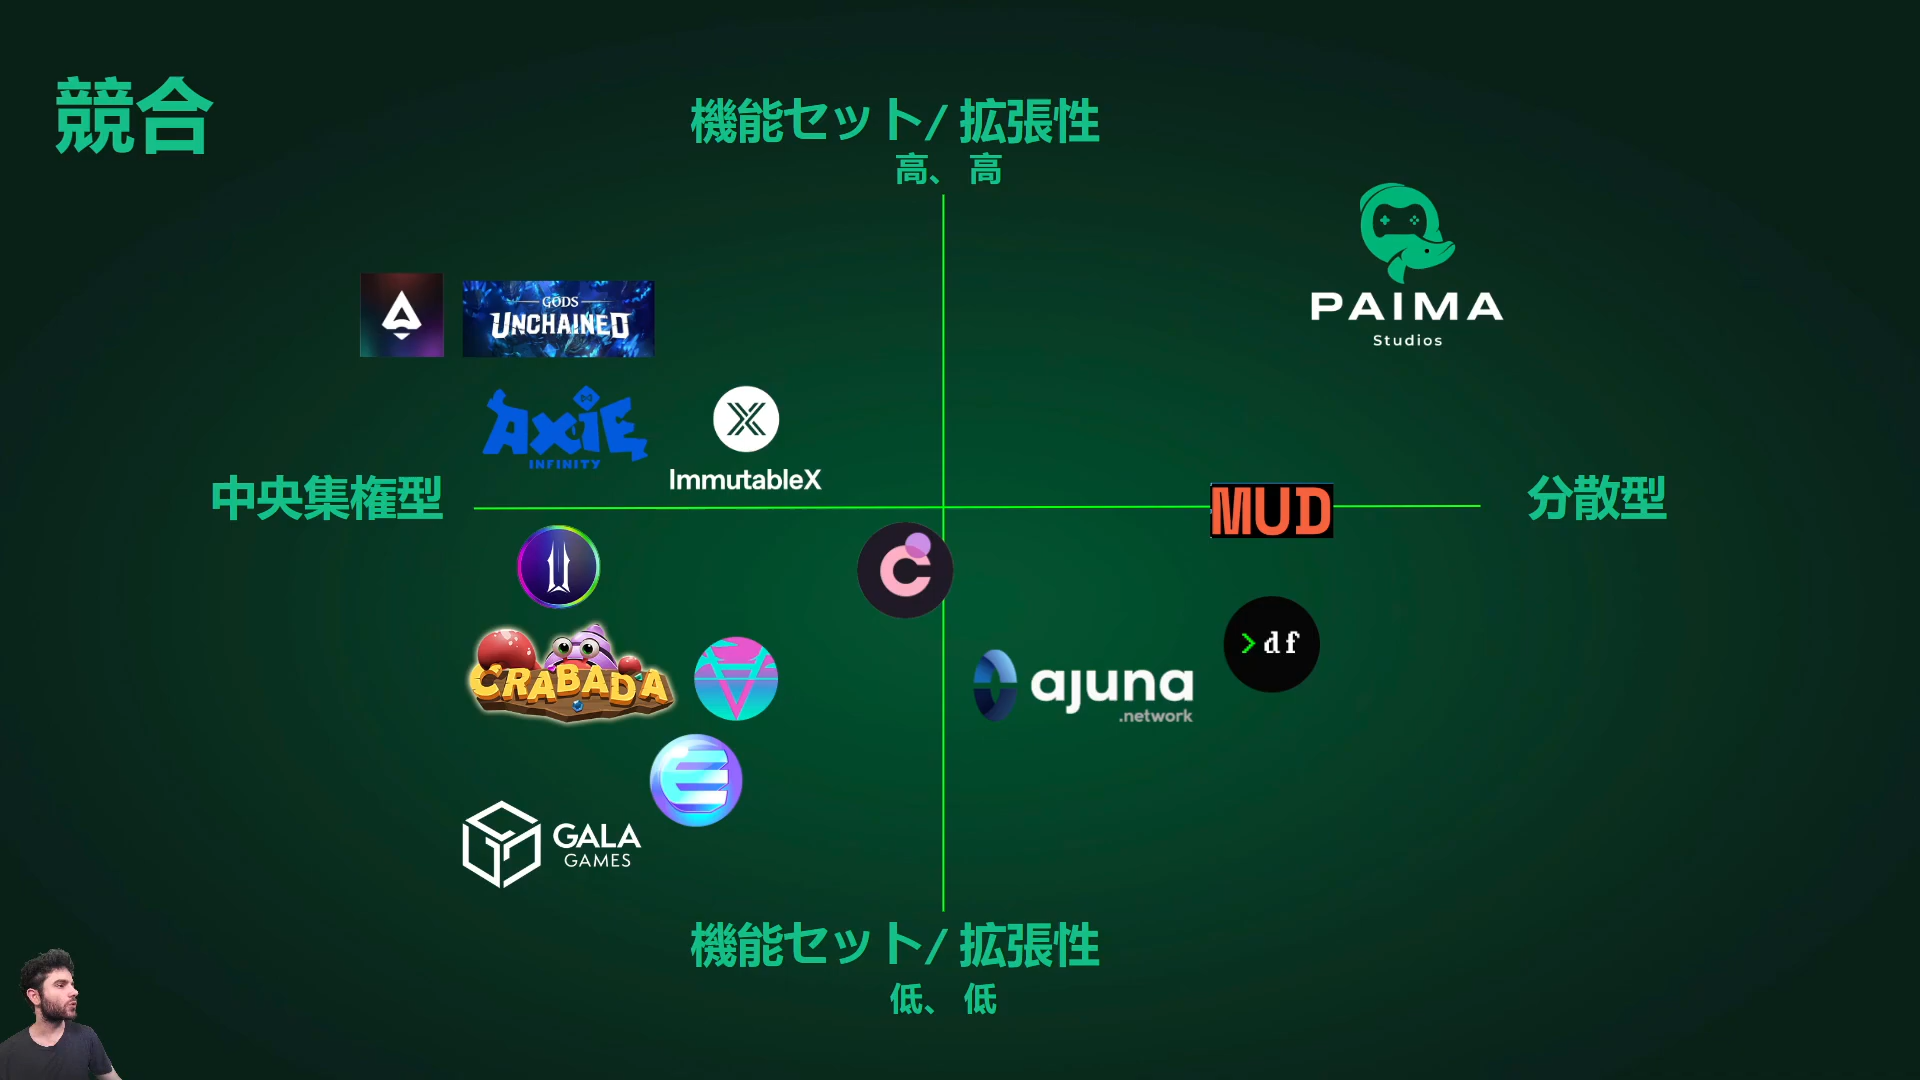 競合
機能セット/ 拡張性
高、 高
PAIMA
Studios
GODS
UNCHAINED
AXIE
INFINITY
ImmutableX
中央集権型
MUD
分散型
CRABADA
>df
ajuna
.network
GALA
GAMES
機能セット/ 拡張性
低、 低